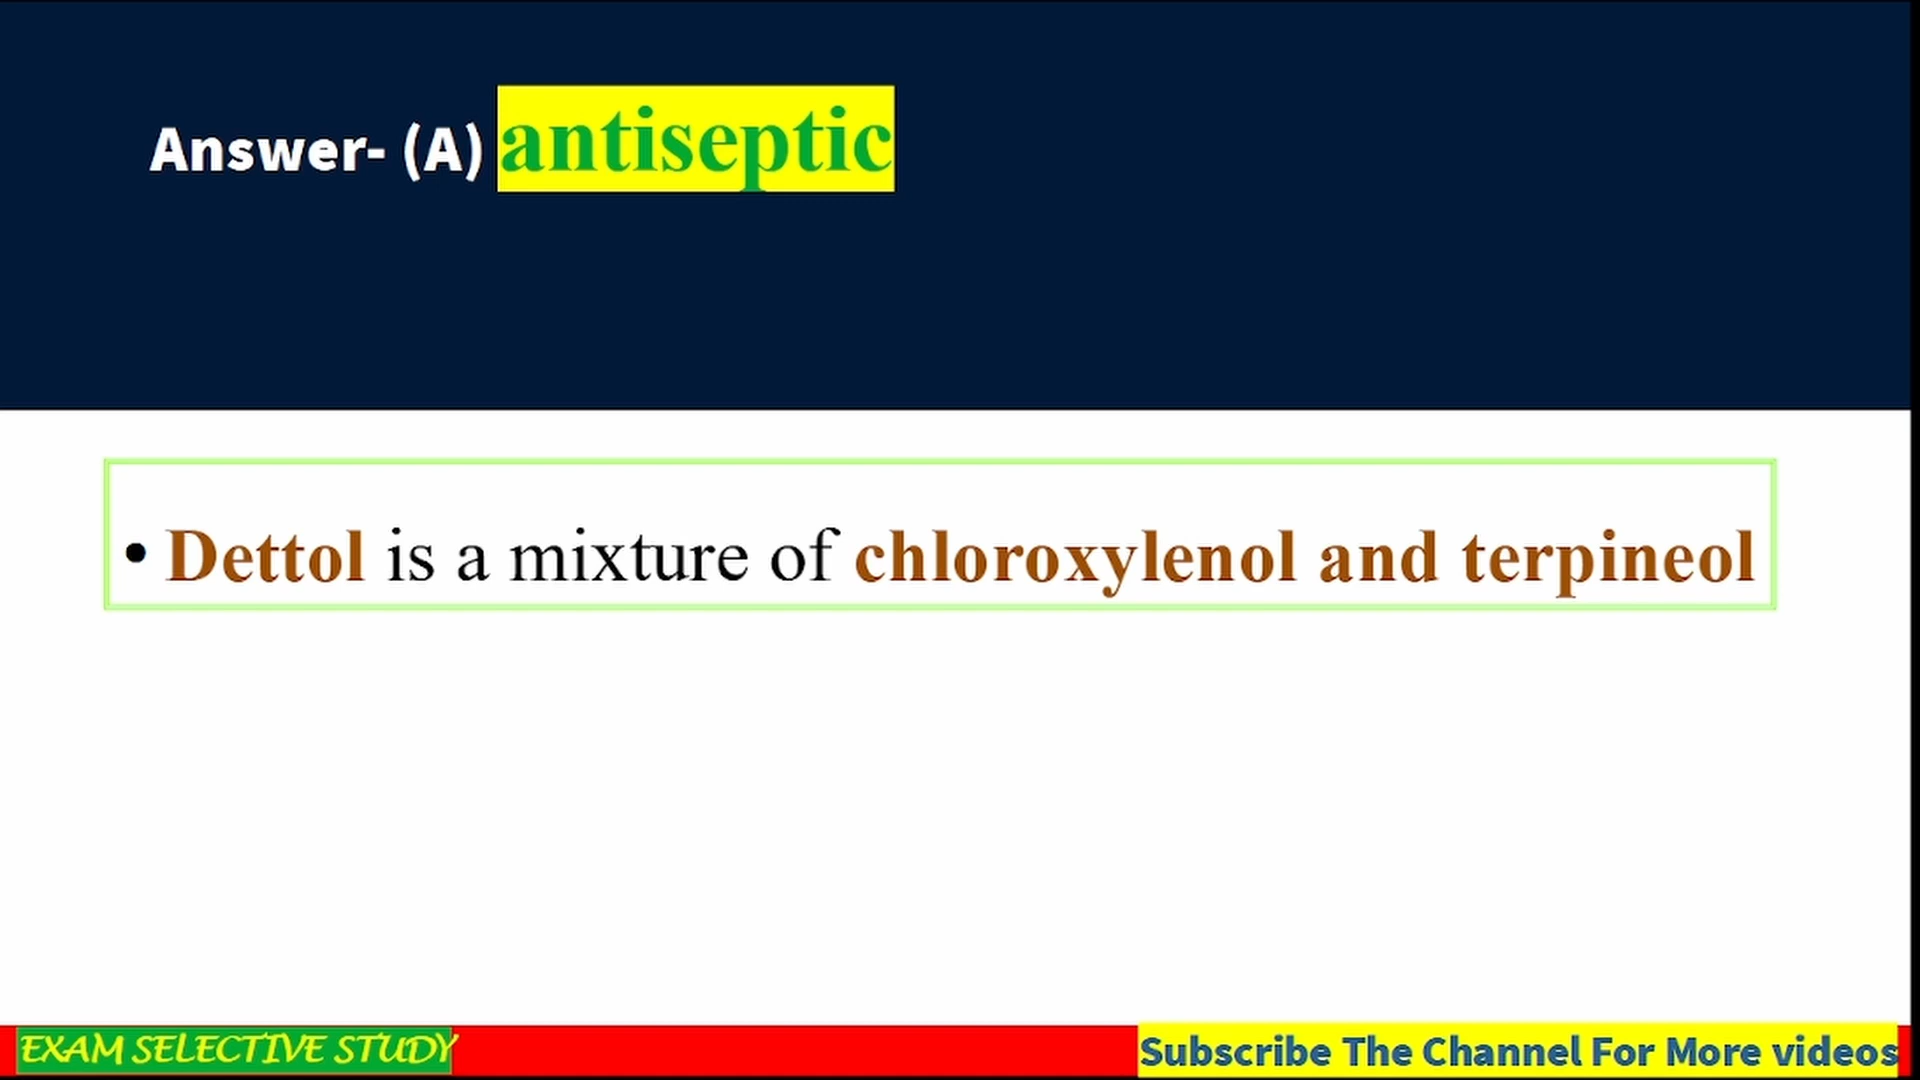 Answer- (A) antiseptic
• Dettol is a mixture of chloroxylenol and terpineol
EXAM SELECTIVE STUDY
Subscribe The Channel For More videos